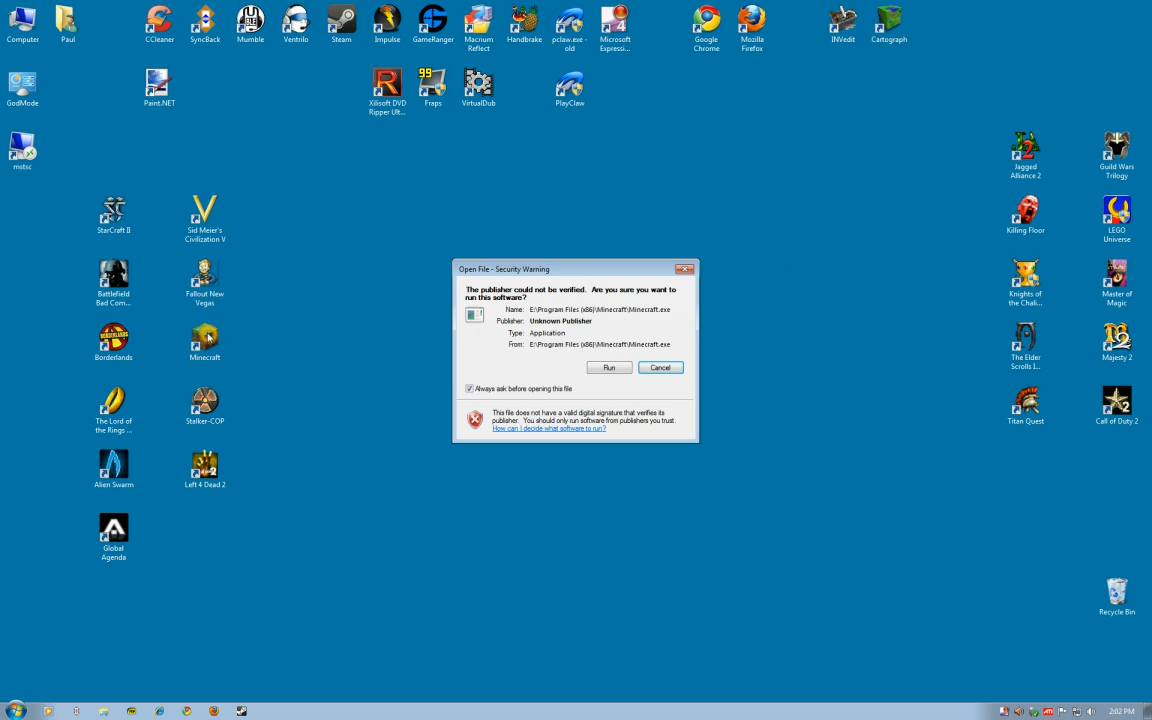 Computer
Paul
CCleaner
SyncBack
Mumble
Ventrilo
Steam
Impulse
GameRanger
Macrium
Reflect
Handbrake
pclaw.exe -
old
Microsoft
Expressi...
Google
Chrome
Mozilla
Firefox
INVedit
Cartograph
GodMode
Paint.NET
Xilisoft DVD
Ripper Ult...
99
Fraps
VirtualDub
PlayClaw
mstsc
Jagged
Alliance 2
Guild Wars
Trilogy
StarCraft II
Sid Meier's
Civilization V
Killing Floor
LEGO
Universe
Battlefield
Bad Com...
Fallout New
Vegas
Knights of
the Chali...
Master of
Magic
Borderlands
Minecraft
The Elder
Scrolls I...
Majesty 2
The Lord of
the Rings ...
Stalker-COP
Titan Quest
Call of Duty 2
Alien Swarm
Left 4 Dead 2
Global
Agenda
Recycle Bin
Open File - Security Warning
The publisher could not be verified. Are you sure you want to
run this software?
Name: E:\Program Files (x86)\Minecraft\Minecraft.exe
Publisher: Unknown Publisher
Type: Application
From: E:\Program Files (x86)\Minecraft\Minecraft.exe
Run Cancel
Always ask before opening this file
This file does not have a valid digital signature that verifies its
publisher. You should only run software from publishers you trust.
How can I decide what software to run?
2:02 PM